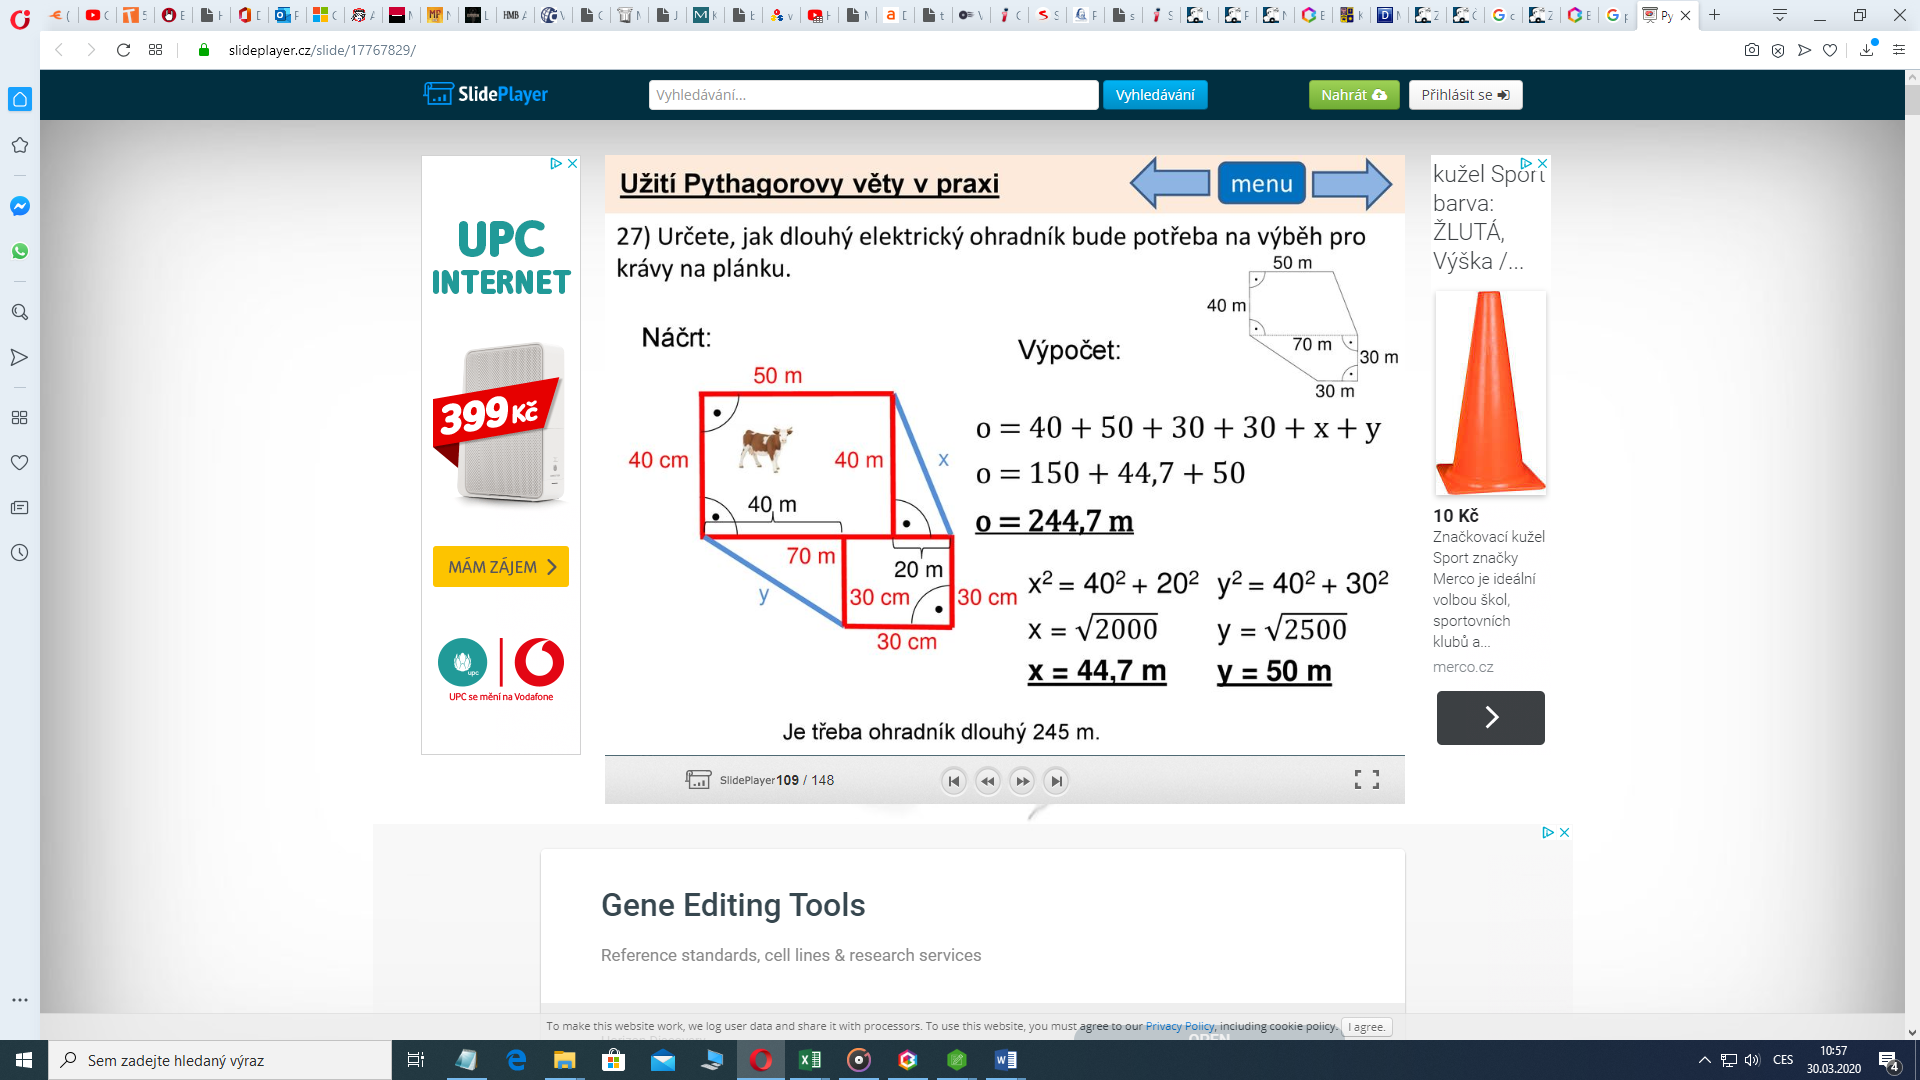 Py
slideplayer.cz/slide/17767829/
SlidePlayer
Vyhledávání...
Vyhledávání
Nahrát
Přihlásit se
UPC
INTERNET
399 Kč
MÁM ZÁJEM
upc
UPC se mění na Vodafone
Užití Pythagorovy věty v praxi
menu
27) Určete, jak dlouhý elektrický ohradník bude potřeba na výběh pro
krávy na plánku.
50 m
40 m
70 m
30 m
30 m
Náčrt:
50 m
40 cm
40 m
x
40 m
70 m
20 m
y
30 cm
30 cm
30 cm
Výpočet:
o = 40 + 50 + 30 + 30 + x + y
o = 150 + 44,7 + 50
o = 244,7 m
x² = 40² + 20² y² = 40² + 30²
x = √2000 y = √2500
x = 44,7 m y = 50 m
Je třeba ohradník dlouhý 245 m.
SlidePlayer 109 / 148
kužel Sport
barva:
ŽLUTÁ,
Výška /...
10 Kč
Značkovací kužel
Sport značky
Merco je ideální
volbou škol,
sportovních
klubů a...
merco.cz
Gene Editing Tools
Reference standards, cell lines & research services
To make this website work, we log user data and share it with processors. To use this website, you must agree to our Privacy Policy, including cookie policy. I agree.
OPEN
Sem zadejte hledaný výraz
CES
10:57
30.03.2020
4